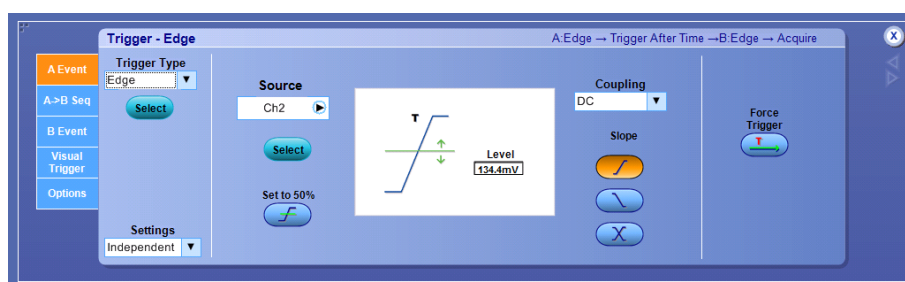 Trigger - Edge
A:Edge → Trigger After Time →B:Edge → Acquire
X
A Event
A->B Seq
B Event
Visual
Trigger
Options
Trigger Type
Edge
Select
Settings
Independent
Source
Ch2
Select
Set to 50%
T
Level
134.4mV
Coupling
DC
Slope
Force
Trigger
T